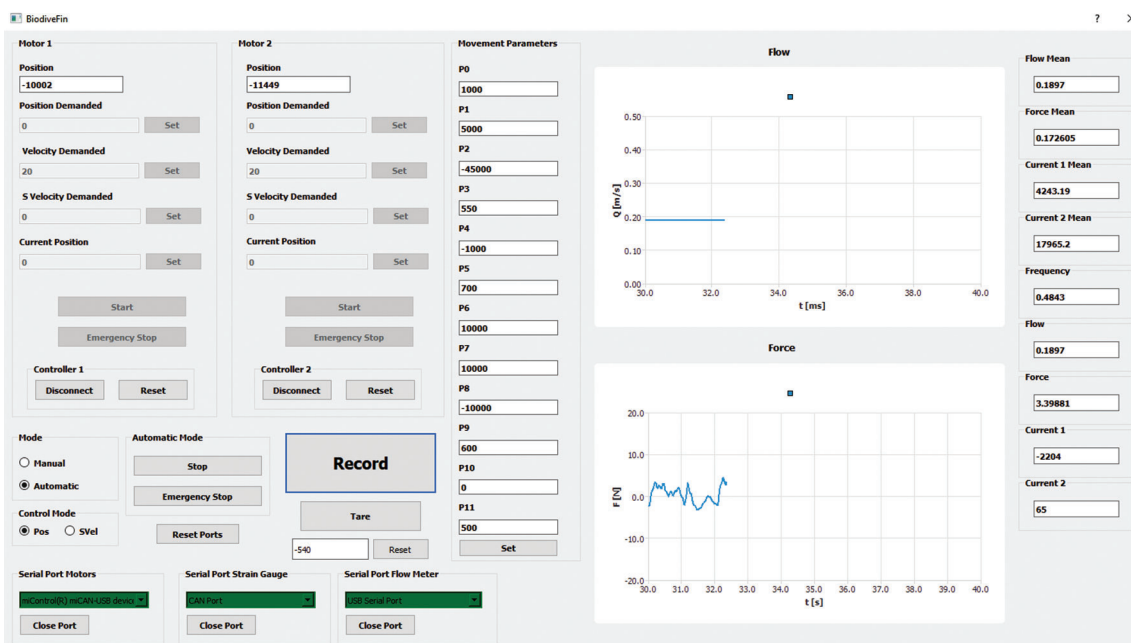 BiodiveFin ? X
Motor 1
Position
-10002
Position Demanded
0 Set
Velocity Demanded
20 Set
S Velocity Demanded
0 Set
Current Position
0 Set
Start
Emergency Stop
Controller 1
Disconnect Reset
Motor 2
Position
-11449
Position Demanded
0 Set
Velocity Demanded
20 Set
S Velocity Demanded
0 Set
Current Position
0 Set
Start
Emergency Stop
Controller 2
Disconnect Reset
Mode
Manual
Automatic
Control Mode
Pos SVel
Automatic Mode
Stop
Emergency Stop
Reset Ports
Record
Tare
-540 Reset
Serial Port Motors
miControl(R) miCAN-USB device
Close Port
Serial Port Strain Gauge
CAN Port
Close Port
Serial Port Flow Meter
USB Serial Port
Close Port
Movement Parameters
P0
1000
P1
5000
P2
-45000
P3
550
P4
-1000
P5
700
P6
10000
P7
10000
P8
-10000
P9
600
P10
0
P11
500
Set
Flow
0.50
0.40
0.30
0.20
0.10
0.00
Q [m/s]
30.0 32.0 34.0 36.0 38.0 40.0
t [ms]
Force
20.0
10.0
0.0
-10.0
-20.0
F[N]
30.0 31.0 32.0 33.0 34.0 35.0 36.0 37.0 38.0 39.0 40.0
t [s]
Flow Mean
0.1897
Force Mean
0.172605
Current 1 Mean
4243.19
Current 2 Mean
17965.2
Frequency
0.4843
Flow
0.1897
Force
3.39881
Current 1
-2204
Current 2
65